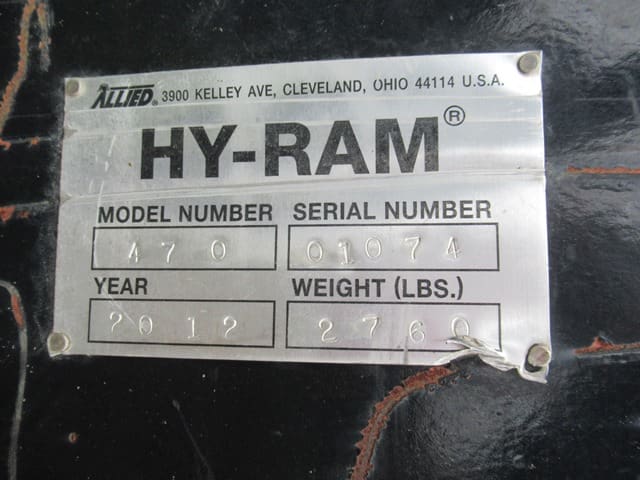 ALLIED® 3900 KELLEY AVE, CLEVELAND, OHIO 44114 U.S.A.
HY-RAM®
MODEL NUMBER SERIAL NUMBER
470 01074
YEAR WEIGHT (LBS.)
2012 2760